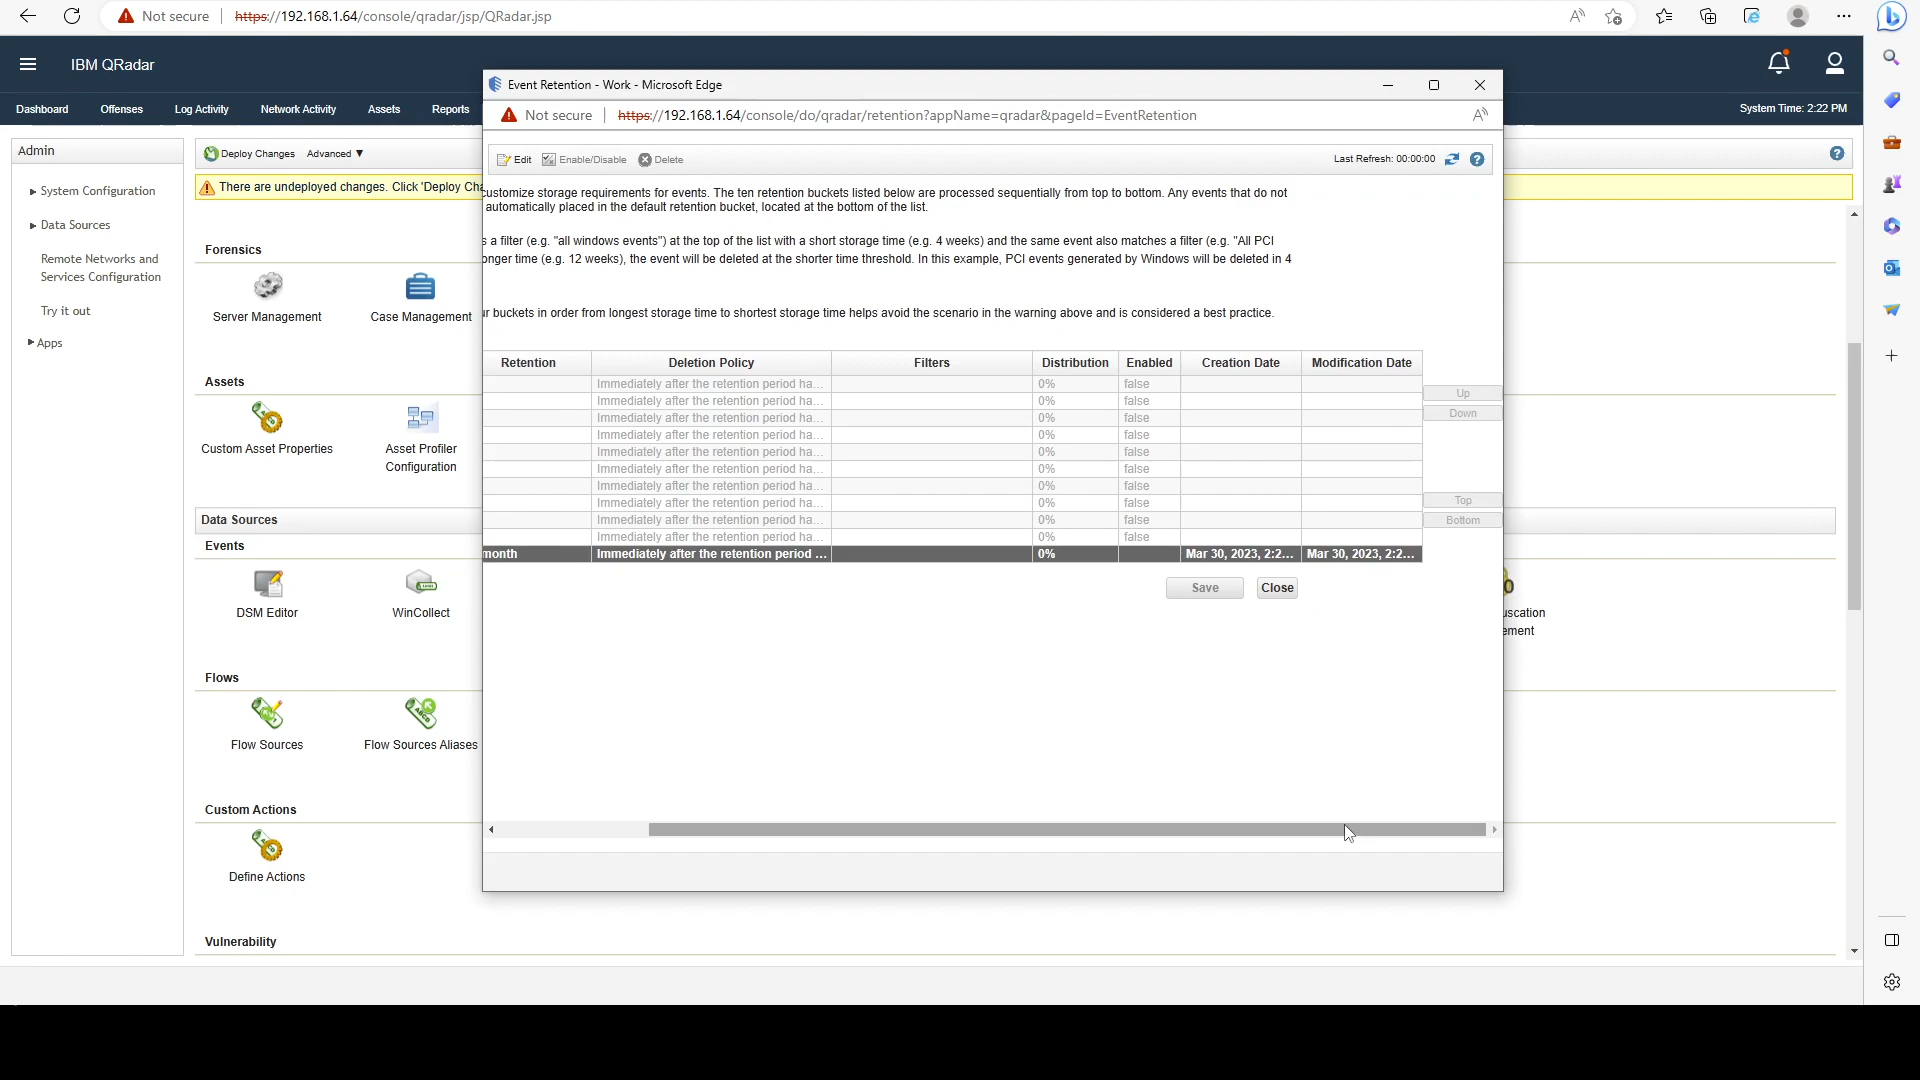 Not secure
https://192.168.1.64/console/qradar/jsp/QRadar.jsp
IBM QRadar
Dashboard Offenses Log Activity Network Activity Assets Reports
System Time: 2:22 PM
Admin
System Configuration
Data Sources
Remote Networks and
Services Configuration
Try it out
Apps
Deploy Changes Advanced ▼
There are undeployed changes. Click 'Deploy Cha
Forensics
Server Management
Case Management
Assets
Custom Asset Properties
Asset Profiler
Configuration
Data Sources
Events
DSM Editor
WinCollect
Flows
Flow Sources
Flow Sources Aliases
Custom Actions
Define Actions
Vulnerability
Event Retention - Work - Microsoft Edge
Not secure
https://192.168.1.64/console/do/qradar/retention?appName=qradar&pageId=EventRetention
Edit Enable/Disable Delete
Last Refresh: 00:00:00
customize storage requirements for events. The ten retention buckets listed below are processed sequentially from top to bottom. Any events that do not
automatically placed in the default retention bucket, located at the bottom of the list.
s a filter (e.g. "all windows events") at the top of the list with a short storage time (e.g. 4 weeks) and the same event also matches a filter (e.g. "All PCI
onger time (e.g. 12 weeks), the event will be deleted at the shorter time threshold. In this example, PCI events generated by Windows will be deleted in 4
ur buckets in order from longest storage time to shortest storage time helps avoid the scenario in the warning above and is considered a best practice.
Retention Deletion Policy Filters Distribution Enabled Creation Date Modification Date
Immediately after the retention period ha... 0% false
Immediately after the retention period ha... 0% false
Immediately after the retention period ha... 0% false
Immediately after the retention period ha... 0% false
Immediately after the retention period ha... 0% false
Immediately after the retention period ha... 0% false
Immediately after the retention period ha... 0% false
Immediately after the retention period ha... 0% false
Immediately after the retention period ha... 0% false
Immediately after the retention period ha... 0% false
month Immediately after the retention period ... 0% Mar 30, 2023, 2:2... Mar 30, 2023, 2:2...
Up
Down
Top
Bottom
Save Close
uscation
ement